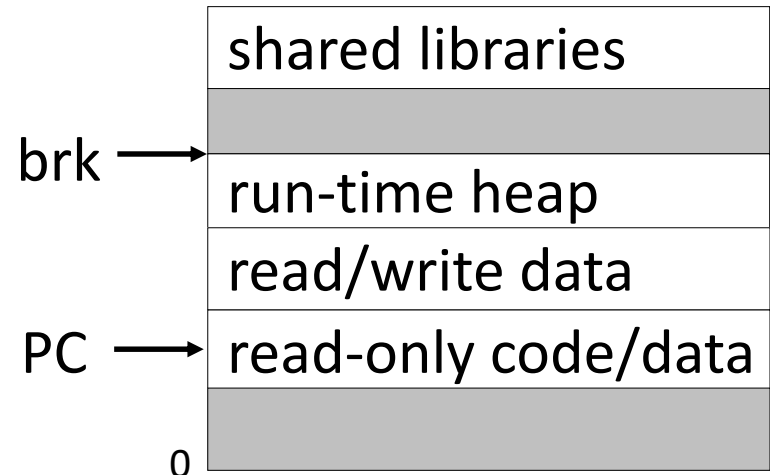 shared libraries
brk
run-time heap
read/write data
PC
read-only code/data
0